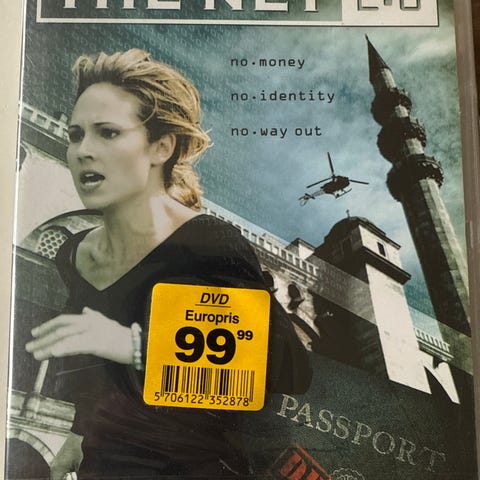 THE NET 2.0
no.money
no.identity
no.way out
DVD
Europris
99 99
5 706122 352878
PASSPORT